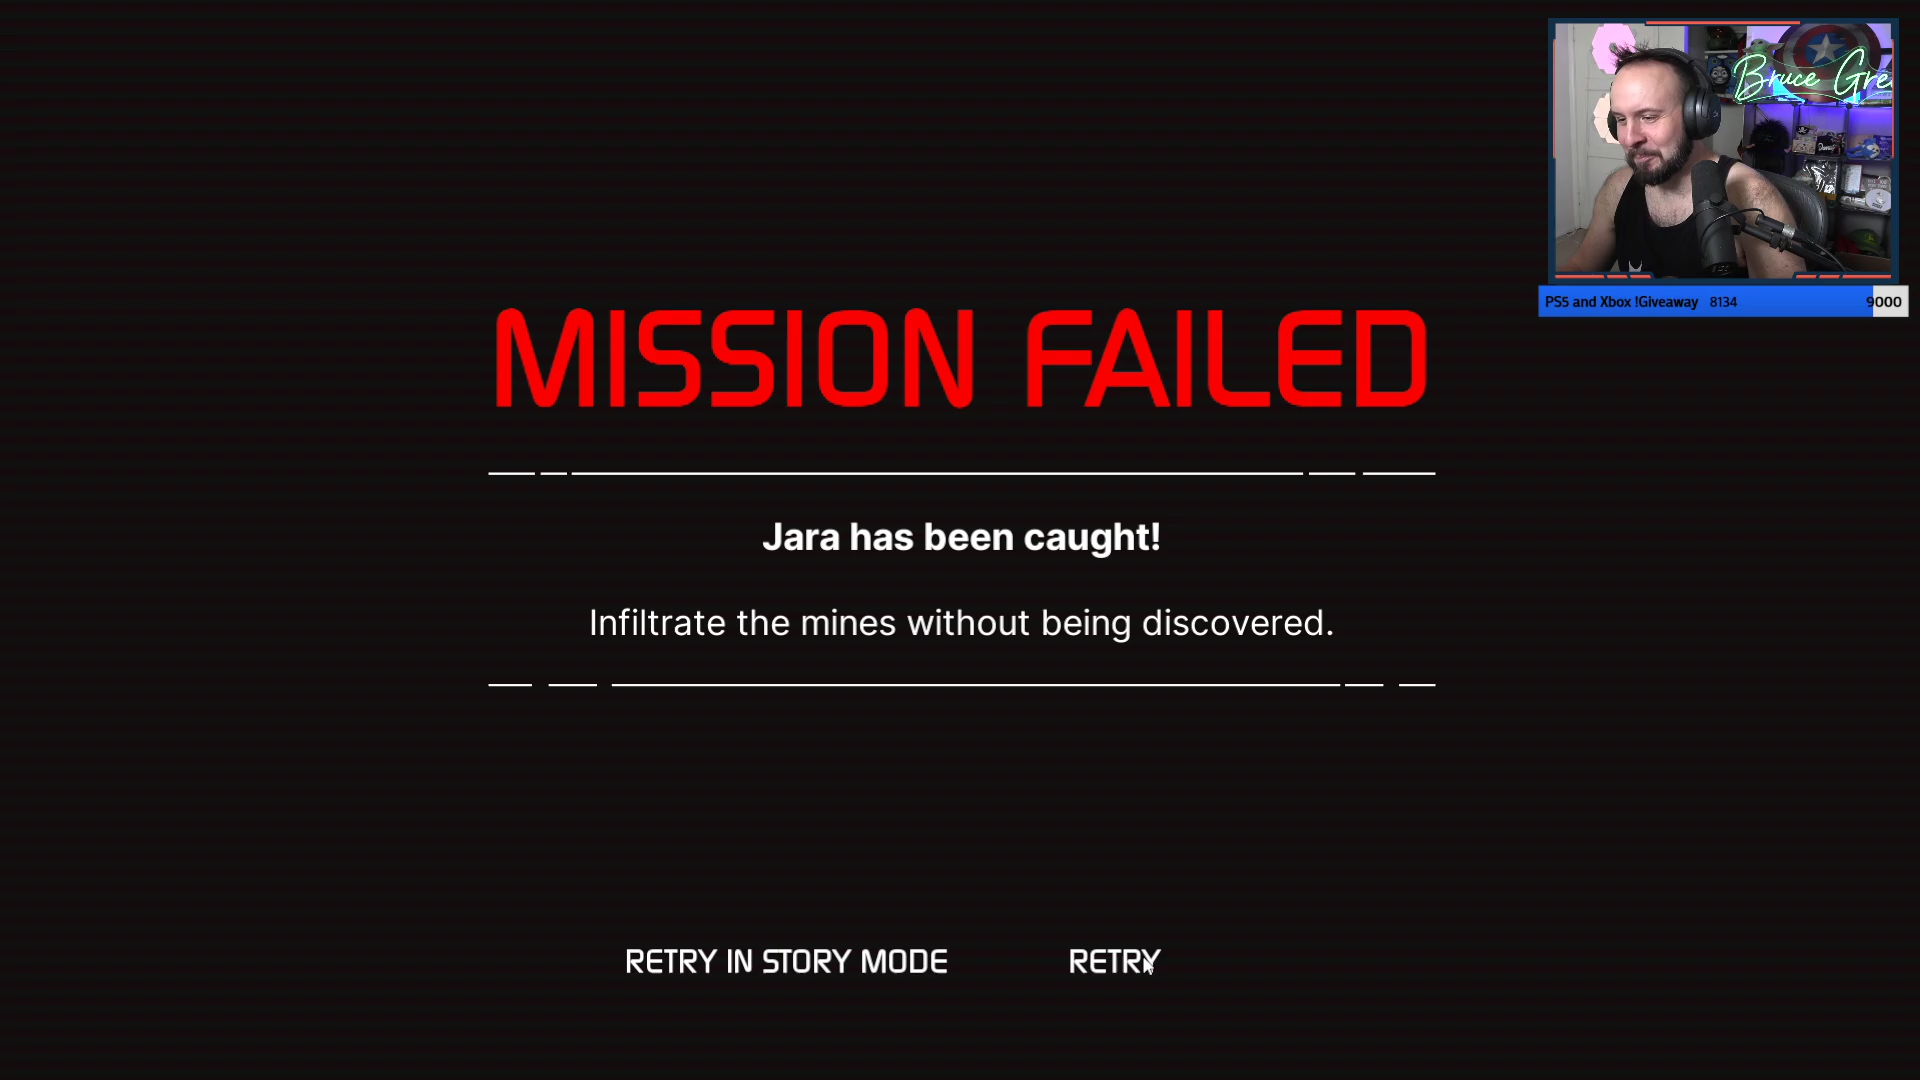 Bruce Gre
PS5 and Xbox !Giveaway 8134 9000
MISSION FAILED
Jara has been caught!
Infiltrate the mines without being discovered.
RETRY IN STORY MODE RETRY